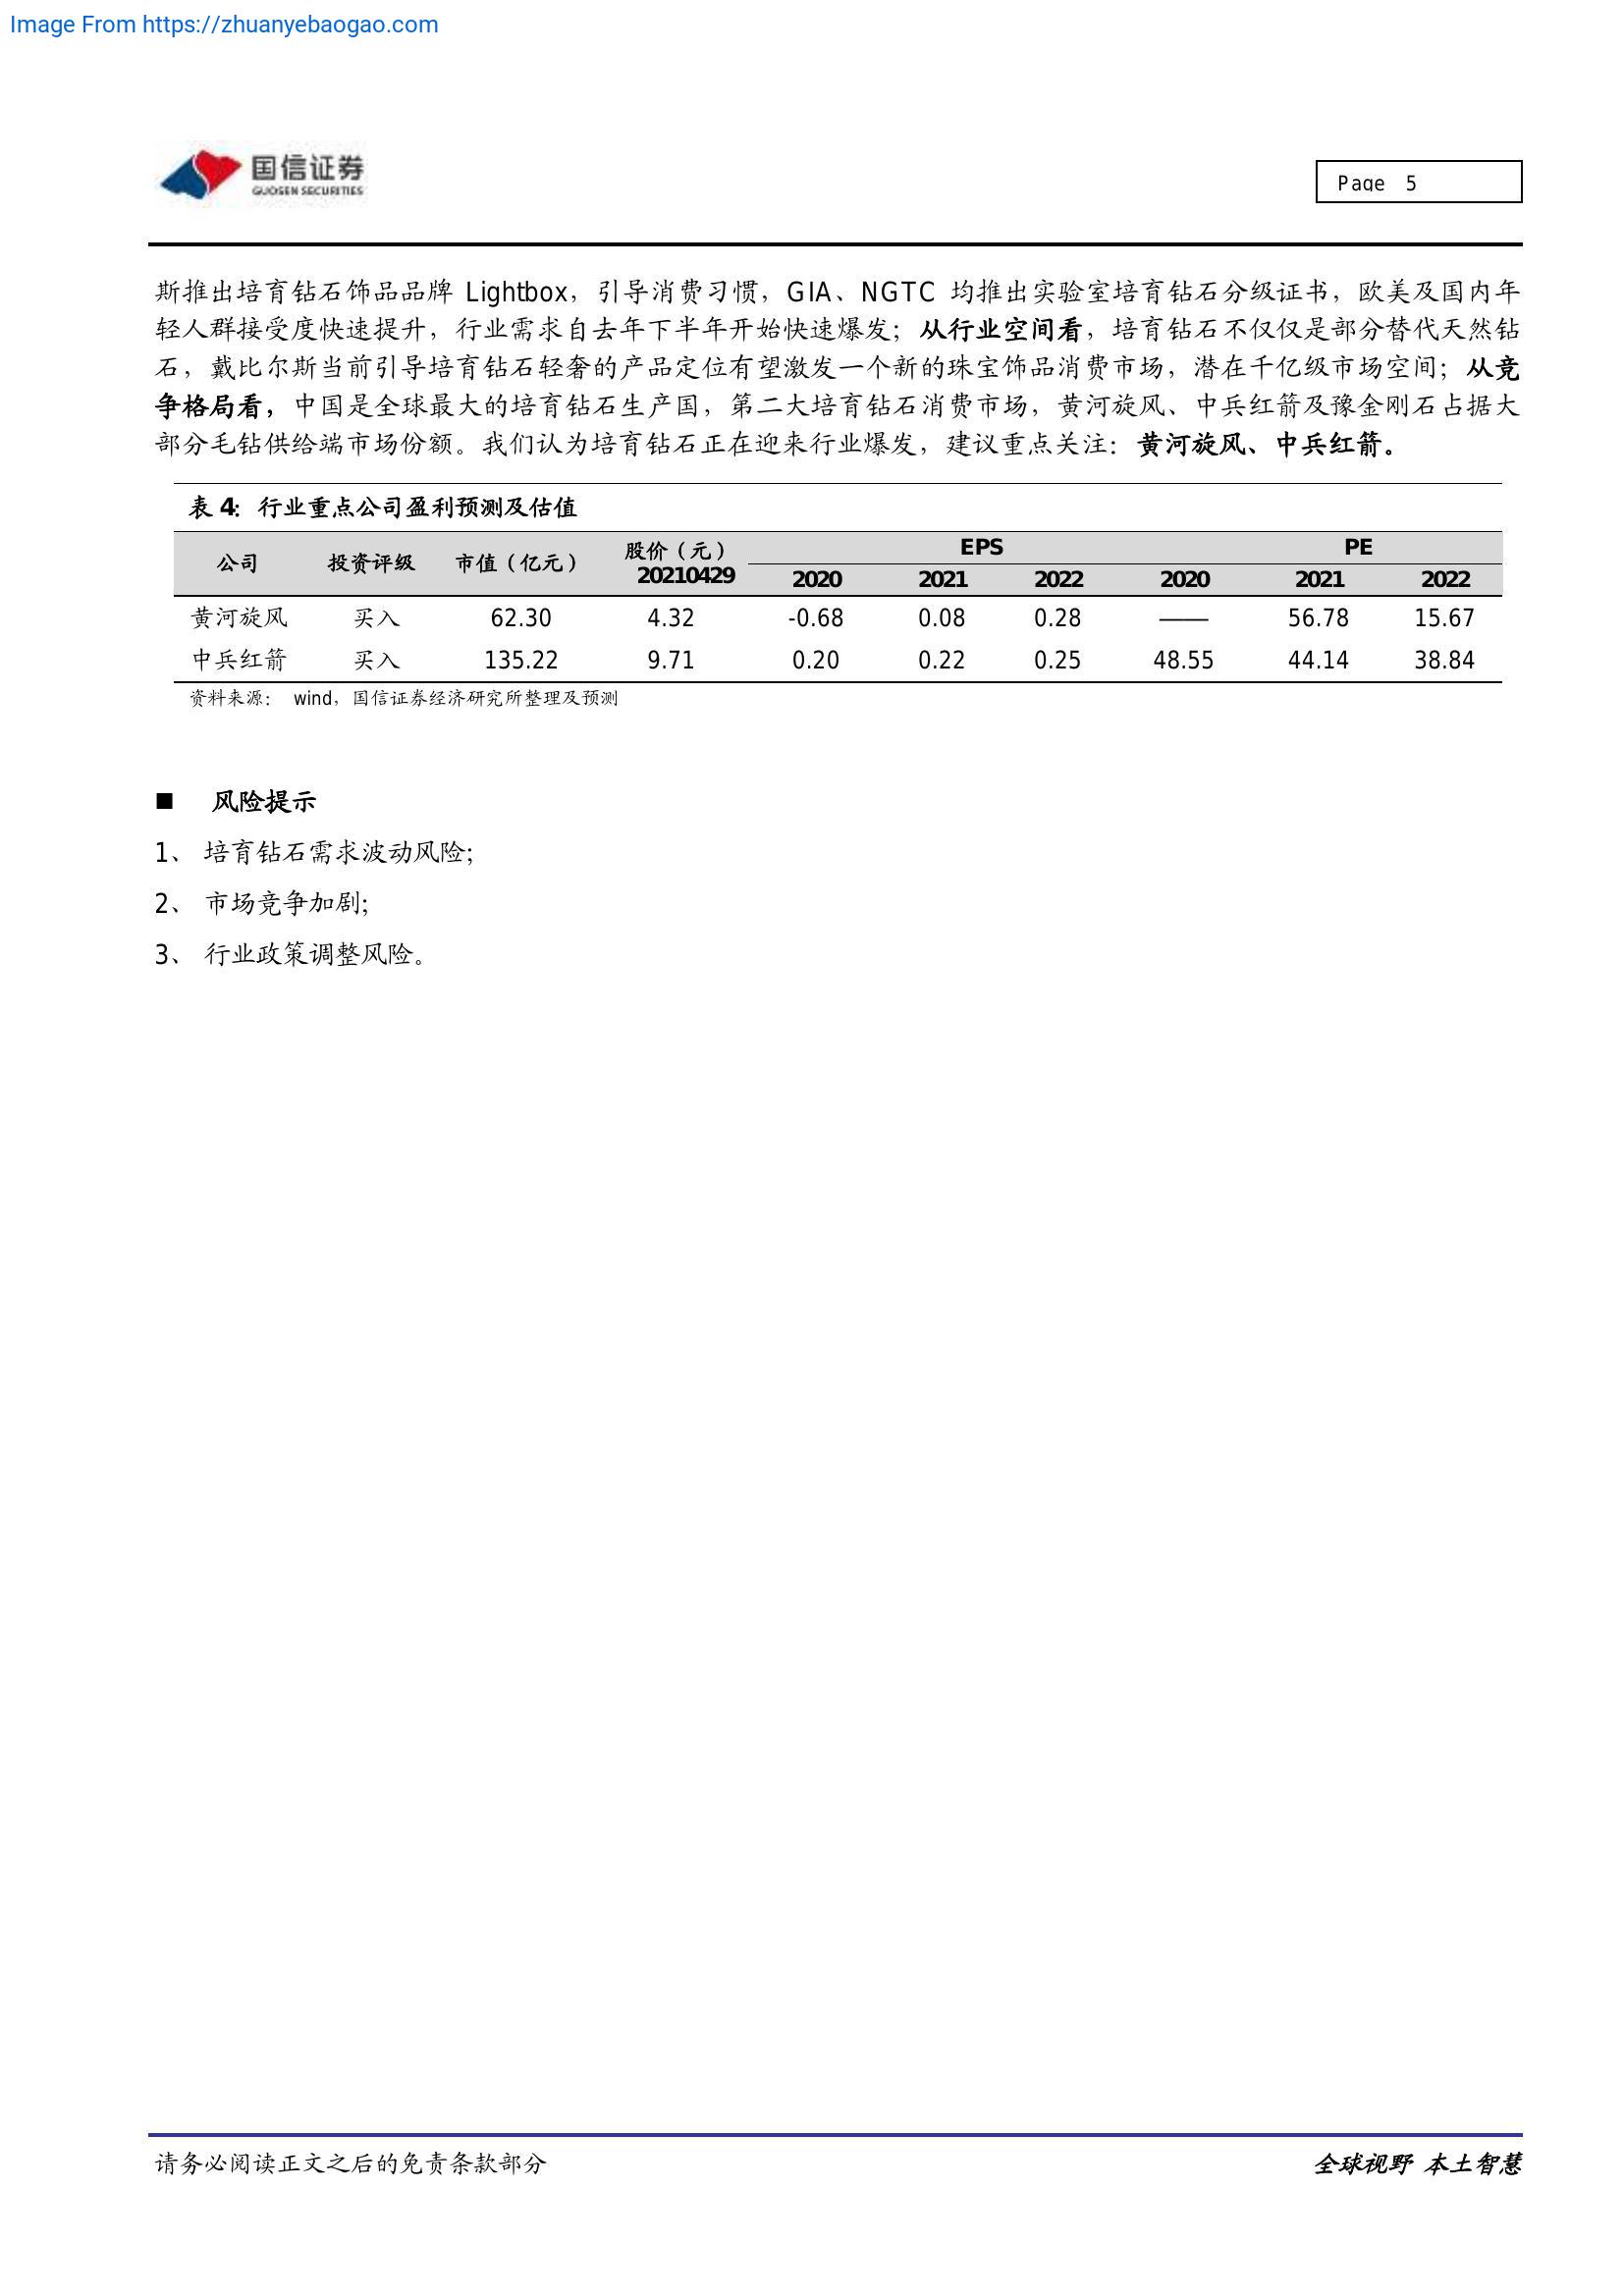 Image From https://zhuanyebaogao.com
国信证券
GUOSEN SECURITIES
Page 5
斯推出培育钻石饰品品牌 Lightbox，引导消费习惯，GIA、NGTC 均推出实验室培育钻石分级证书，欧美及国内年
轻人群接受度快速提升，行业需求自去年下半年开始快速爆发；从行业空间看，培育钻石不仅仅是部分替代天然钻
石，戴比尔斯当前引导培育钻石轻奢的产品定位有望激发一个新的珠宝饰品消费市场，潜在千亿级市场空间；从竞
争格局看，中国是全球最大的培育钻石生产国，第二大培育钻石消费市场，黄河旋风、中兵红箭及豫金刚石占据大
部分毛钻供给端市场份额。我们认为培育钻石正在迎来行业爆发，建议重点关注：黄河旋风、中兵红箭。
表 4：行业重点公司盈利预测及估值
公司 投资评级 市值（亿元） 股价（元） EPS PE
20210429 2020 2021 2022 2020 2021 2022
黄河旋风 买入 62.30 4.32 -0.68 0.08 0.28 —— 56.78 15.67
中兵红箭 买入 135.22 9.71 0.20 0.22 0.25 48.55 44.14 38.84
资料来源： wind，国信证券经济研究所整理及预测
■ 风险提示
1、 培育钻石需求波动风险;
2、 市场竞争加剧;
3、 行业政策调整风险。
请务必阅读正文之后的免责条款部分 全球视野 本土智慧